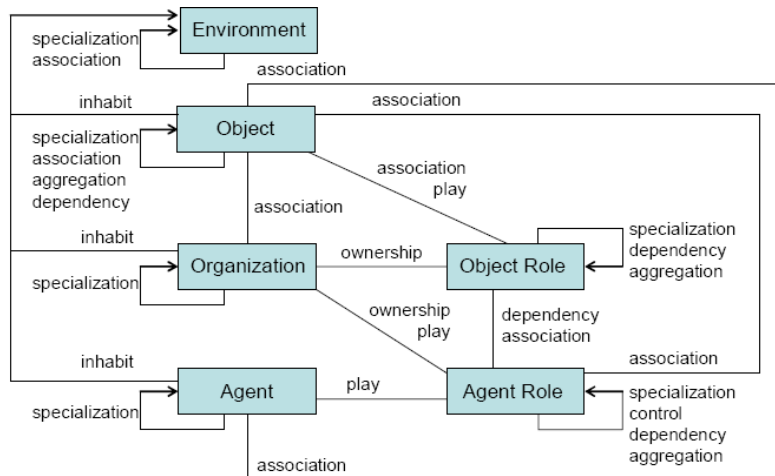 specialization
association
Environment
association
inhabit
association
specialization
association
aggregation
dependency
Object
association
play
association
inhabit
specialization
Organization
ownership
Object Role
specialization
dependency
aggregation
ownership
play
dependency
association
inhabit
association
specialization
Agent
play
Agent Role
specialization
control
dependency
aggregation
association